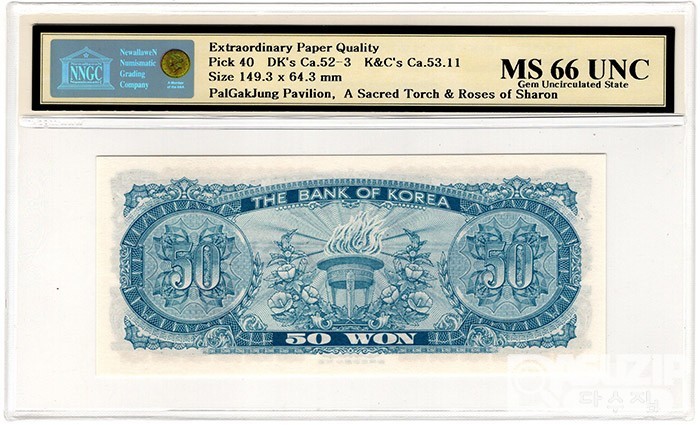 NewallaweN
Numismatic
Grading
Company
NNGC
Extraordinary Paper Quality
Pick 40 DK's Ca.52-3 K&C's Ca.53.11
Size 149.3 x 64.3 mm
PalGakJung Pavilion, A Sacred Torch & Roses of Sharon
MS 66 UNC
Gem Uncirculated State
THE BANK OF KOREA
50
50
50 WON